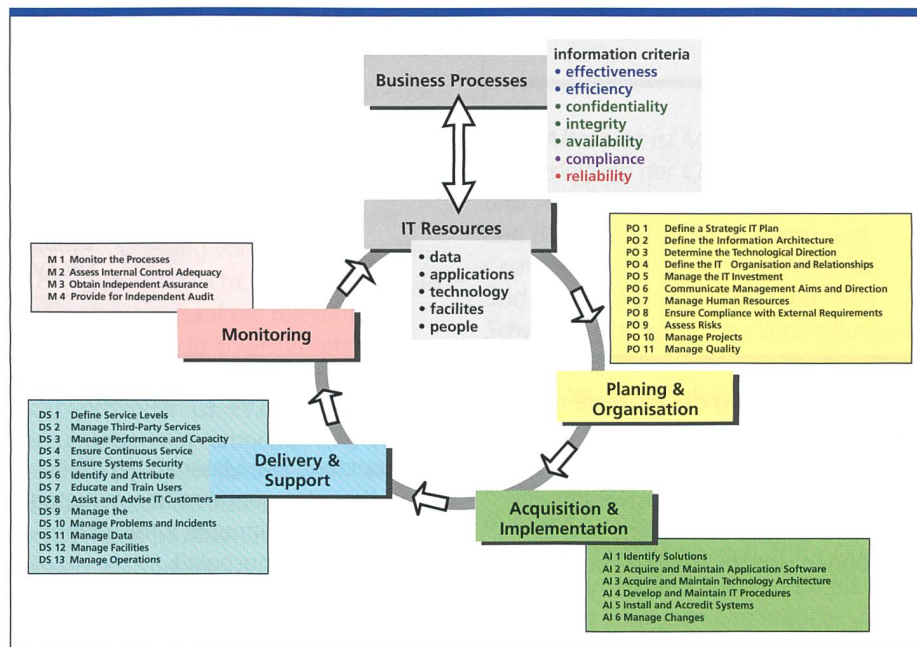 Business Processes
information criteria
• effectiveness
• efficiency
• confidentiality
• integrity
• availability
• compliance
• reliability
IT Resources
• data
• applications
• technology
• facilites
• people
PO 1 Define a Strategic IT Plan
PO 2 Define the Information Architecture
PO 3 Determine the Technological Direction
PO 4 Define the IT Organisation and Relationships
PO 5 Manage the IT Investment
PO 6 Communicate Management Aims and Direction
PO 7 Manage Human Resources
PO 8 Ensure Compliance with External Requirements
PO 9 Assess Risks
PO 10 Manage Projects
PO 11 Manage Quality
Planing &
Organisation
Acquisition &
Implementation
AI 1 Identify Solutions
AI 2 Acquire and Maintain Application Software
AI 3 Acquire and Maintain Technology Architecture
AI 4 Develop and Maintain IT Procedures
AI 5 Install and Accredit Systems
AI 6 Manage Changes
Delivery &
Support
DS 1 Define Service Levels
DS 2 Manage Third-Party Services
DS 3 Manage Performance and Capacity
DS 4 Ensure Continuous Service
DS 5 Ensure Systems Security
DS 6 Identify and Attribute
DS 7 Educate and Train Users
DS 8 Assist and Advise IT Customers
DS 9 Manage the
DS 10 Manage Problems and Incidents
DS 11 Manage Data
DS 12 Manage Facilities
DS 13 Manage Operations
Monitoring
M 1 Monitor the Processes
M 2 Assess Internal Control Adequacy
M 3 Obtain Independent Assurance
M 4 Provide for Independent Audit